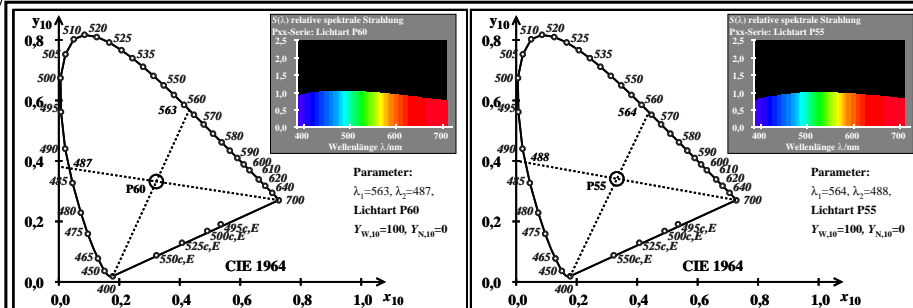 y10
0,8
0,6
0,4
0,2
0,0
0,0 0,2 0,4 0,6 0,8 1,0 x10
510 520
525
505
535
500
550
560
495
563
570
580
490
590
487
600
485
610
620
640
700
480
475
465
450
400
495c,E
500c,E
525c,E
550c,E
P60
CIE 1964
S(λ) relative spektrale Strahlung
Pxx-Serie: Lichtart P60
2,5
2,0
1,5
1,0
0,5
0,0
400 500 600 700
Wellenlänge λ/nm
Parameter:
λ1=563, λ2=487,
Lichtart P60
YW,10=100, YN,10=0
y10
0,8
0,6
0,4
0,2
0,0
0,0 0,2 0,4 0,6 0,8 1,0 x10
510 520
525
505
535
500
550
560
495
564
570
580
490
590
488
600
485
610
620
640
700
480
475
465
450
400
495c,E
500c,E
525c,E
550c,E
P55
CIE 1964
S(λ) relative spektrale Strahlung
Pxx-Serie: Lichtart P55
2,5
2,0
1,5
1,0
0,5
0,0
400 500 600 700
Wellenlänge λ/nm
Parameter:
λ1=564, λ2=488,
Lichtart P55
YW,10=100, YN,10=0